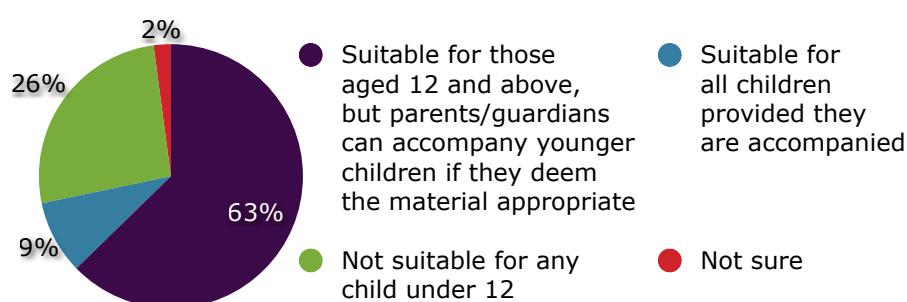 2%
26%
63%
9%
Suitable for those
aged 12 and above,
but parents/guardians
can accompany younger
children if they deem
the material appropriate
Suitable for
all children
provided they
are accompanied
Not suitable for any
child under 12
Not sure